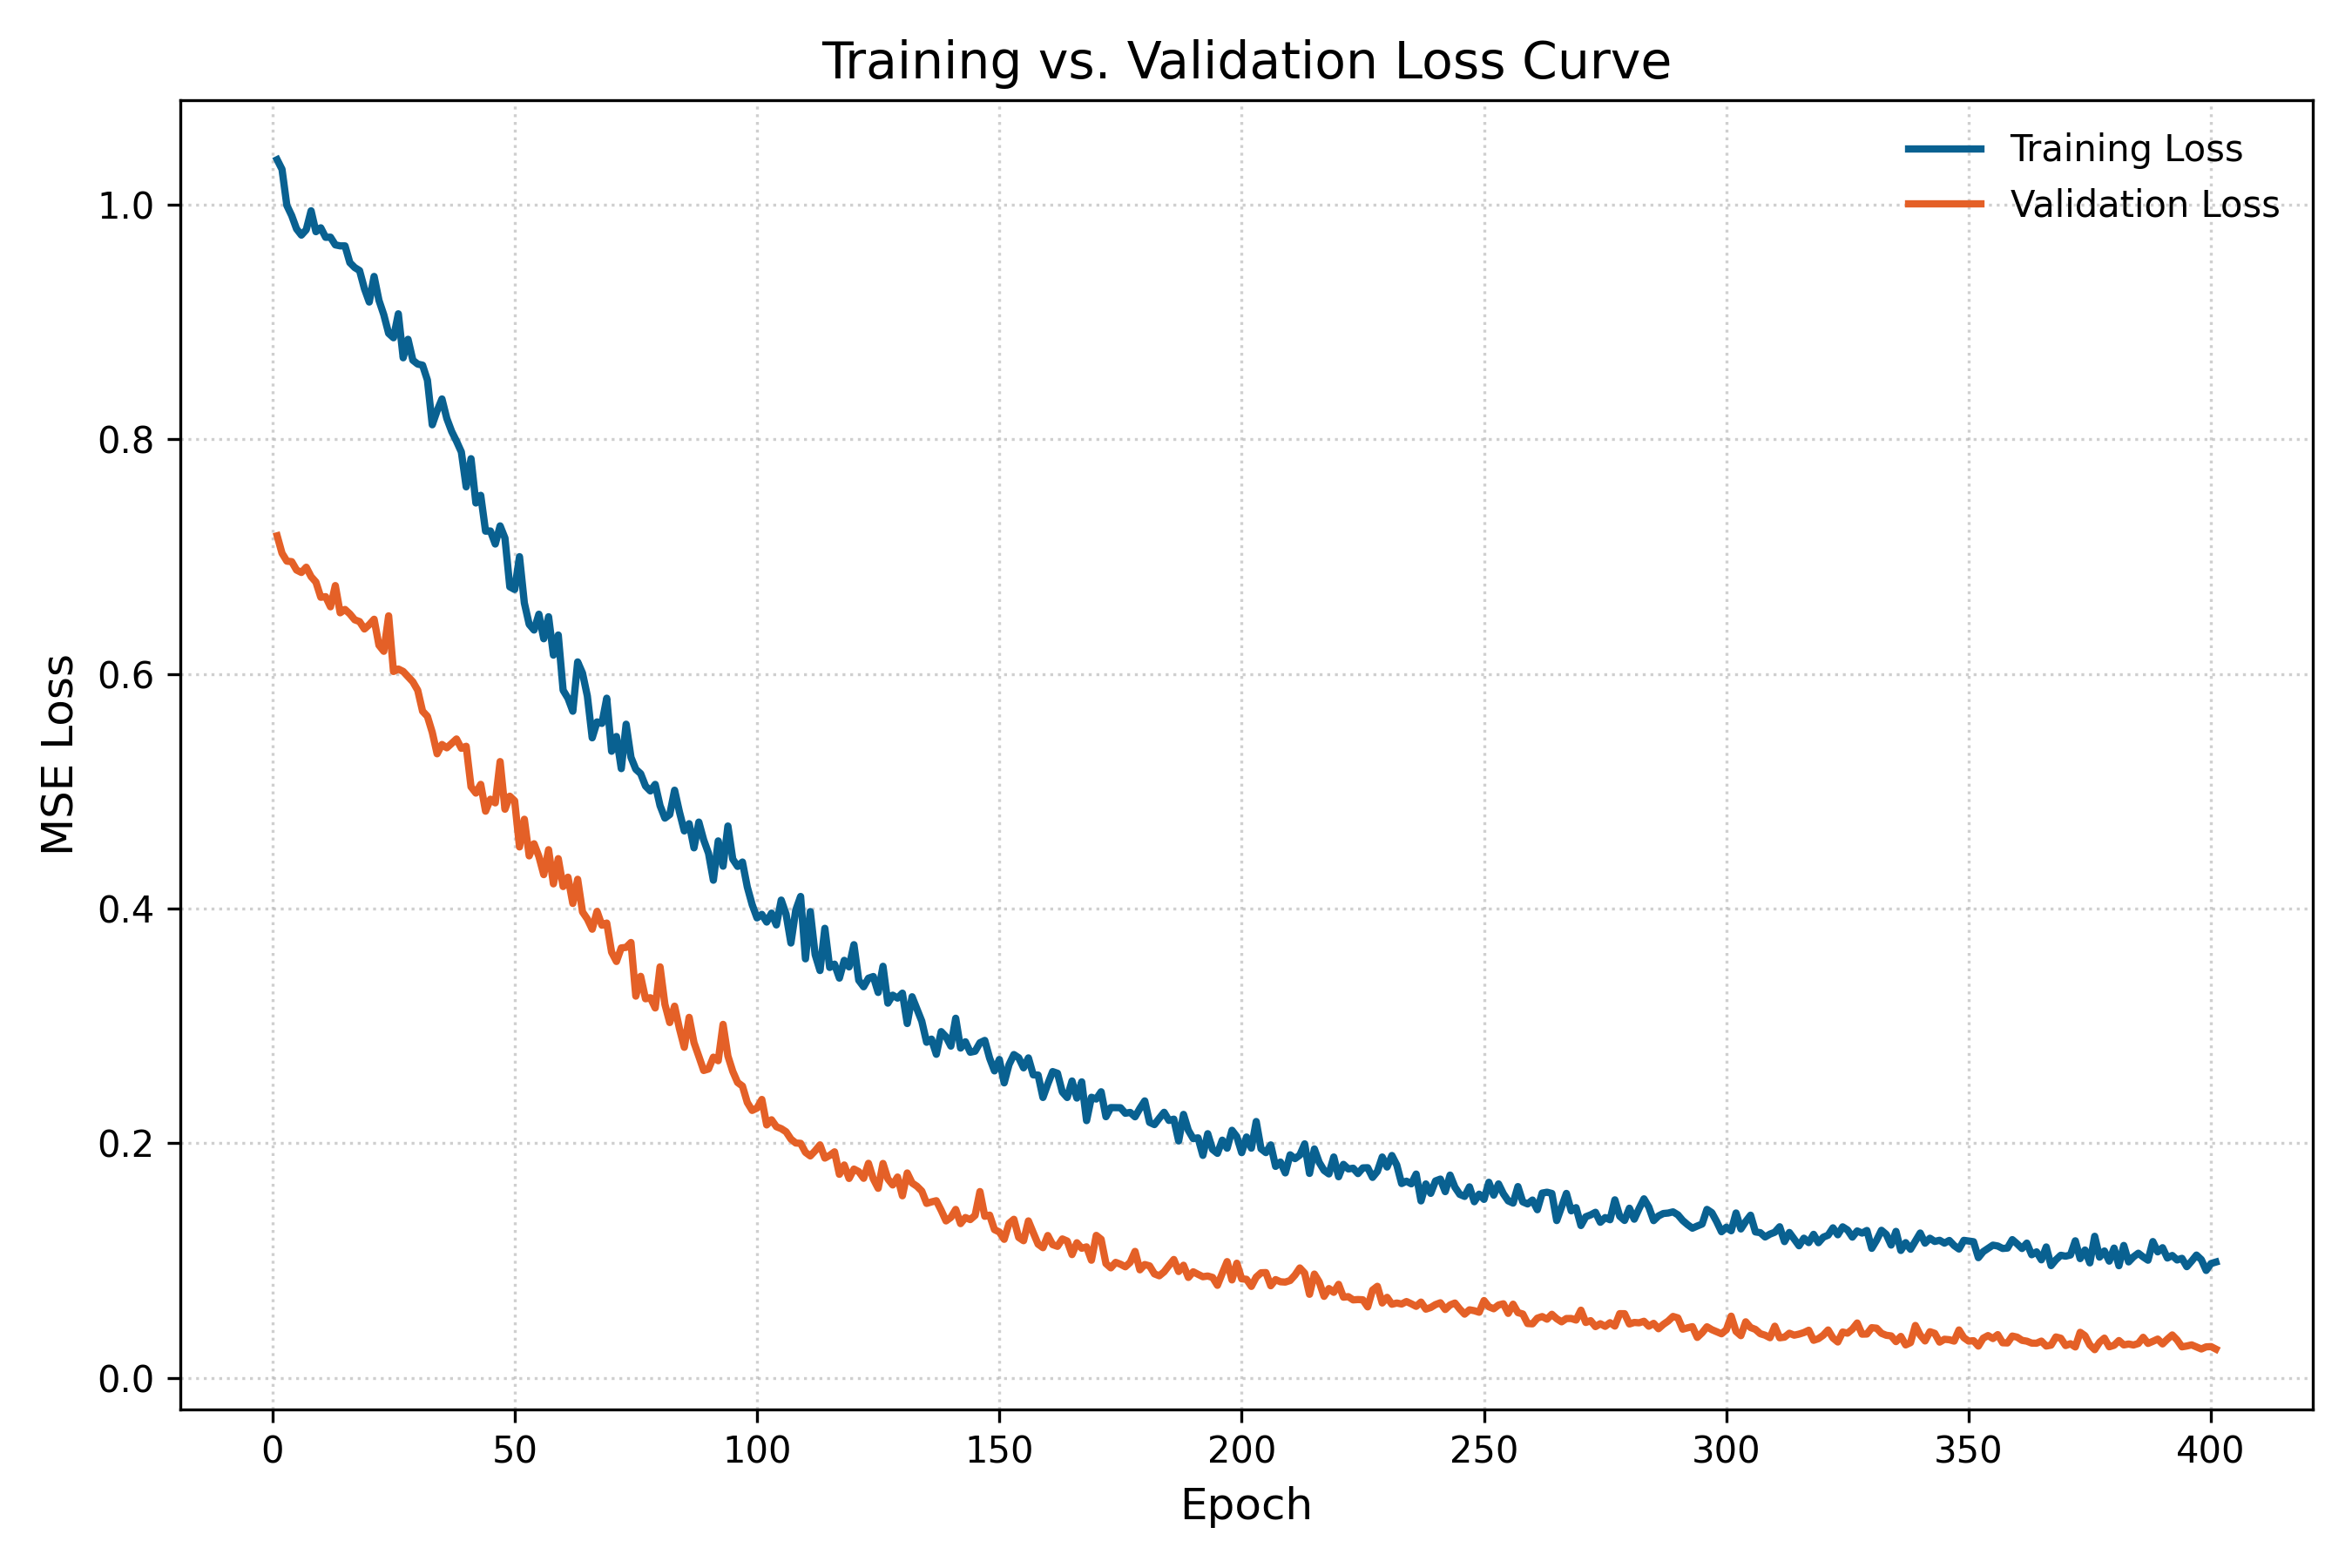 Training vs. Validation Loss Curve
Training Loss
Validation Loss
MSE Loss
1.0
0.8
0.6
0.4
0.2
0.0
0 50 100 150 200 250 300 350 400
Epoch